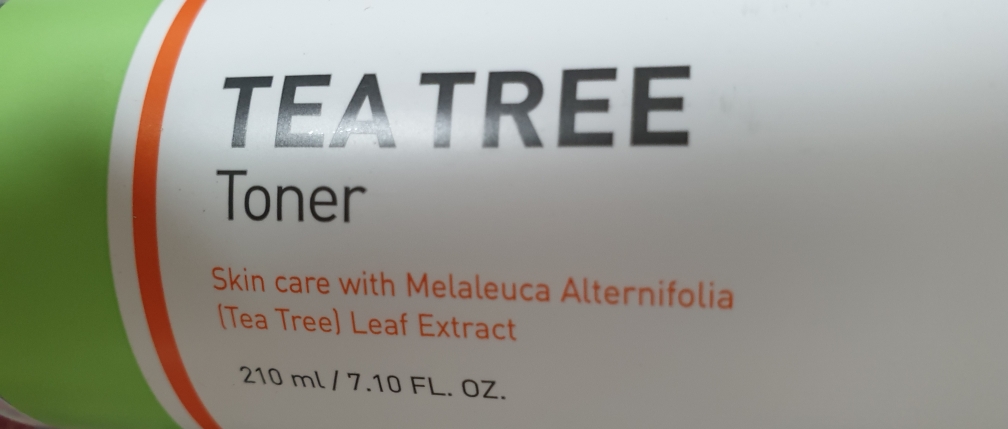 TEA TREE
Toner
Skin care with Melaleuca Alternifolia
(Tea Tree) Leaf Extract
210 ml / 7.10 FL. OZ.